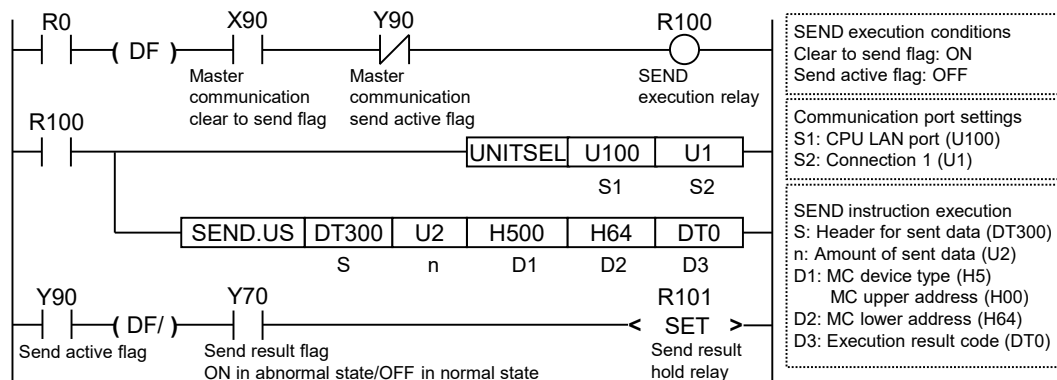 R0 X90 Y90 R100
( DF )
Master
communication
clear to send flag
Master
communication
send active flag
SEND
execution relay
R100
UNITSEL U100 U1
S1 S2
SEND.US DT300 U2 H500 H64 DT0
S n D1 D2 D3
Y90 Y70 R101
( DF/ ) < SET >
Send active flag
Send result flag
ON in abnormal state/OFF in normal state
Send result
hold relay
SEND execution conditions
Clear to send flag: ON
Send active flag: OFF
Communication port settings
S1: CPU LAN port (U100)
S2: Connection 1 (U1)
SEND instruction execution
S: Header for sent data (DT300)
n: Amount of sent data (U2)
D1: MC device type (H5)
MC upper address (H00)
D2: MC lower address (H64)
D3: Execution result code (DT0)